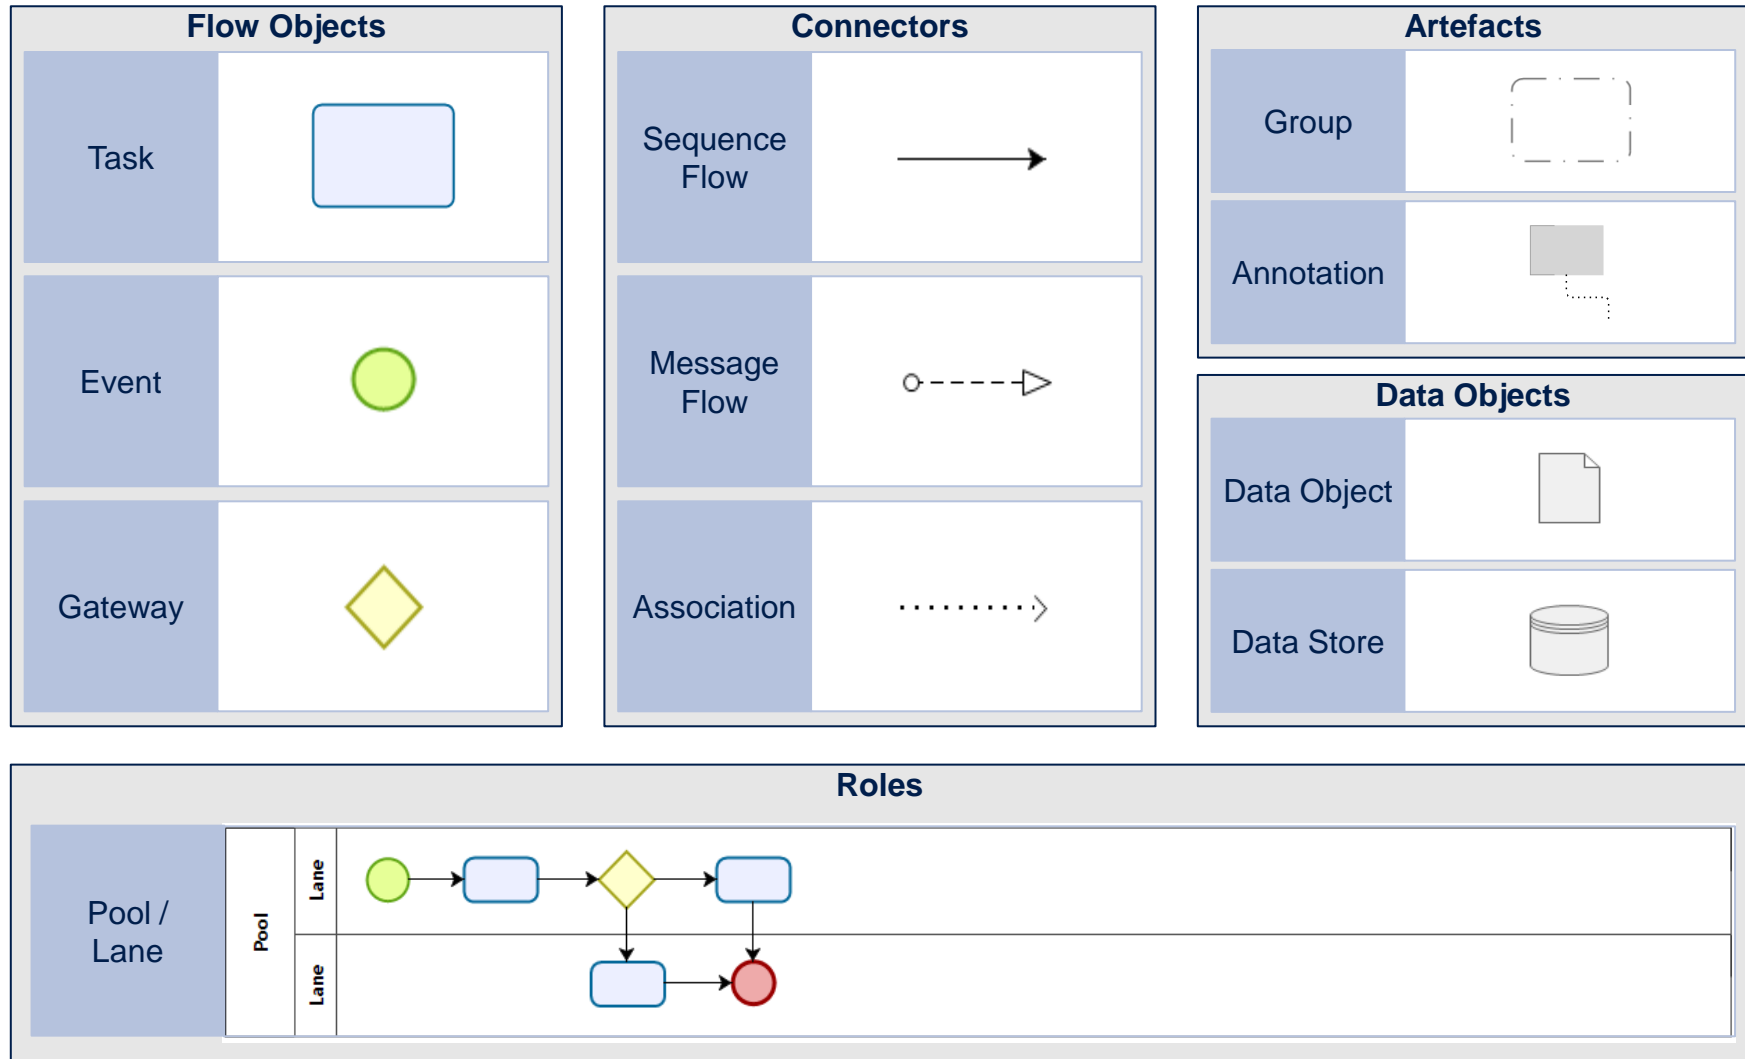 Flow Objects
Task
Event
Gateway
Connectors
Sequence
Flow
Message
Flow
Association
Artefacts
Group
Annotation
Data Objects
Data Object
Data Store
Roles
Pool /
Lane
Pool
Lane
Lane